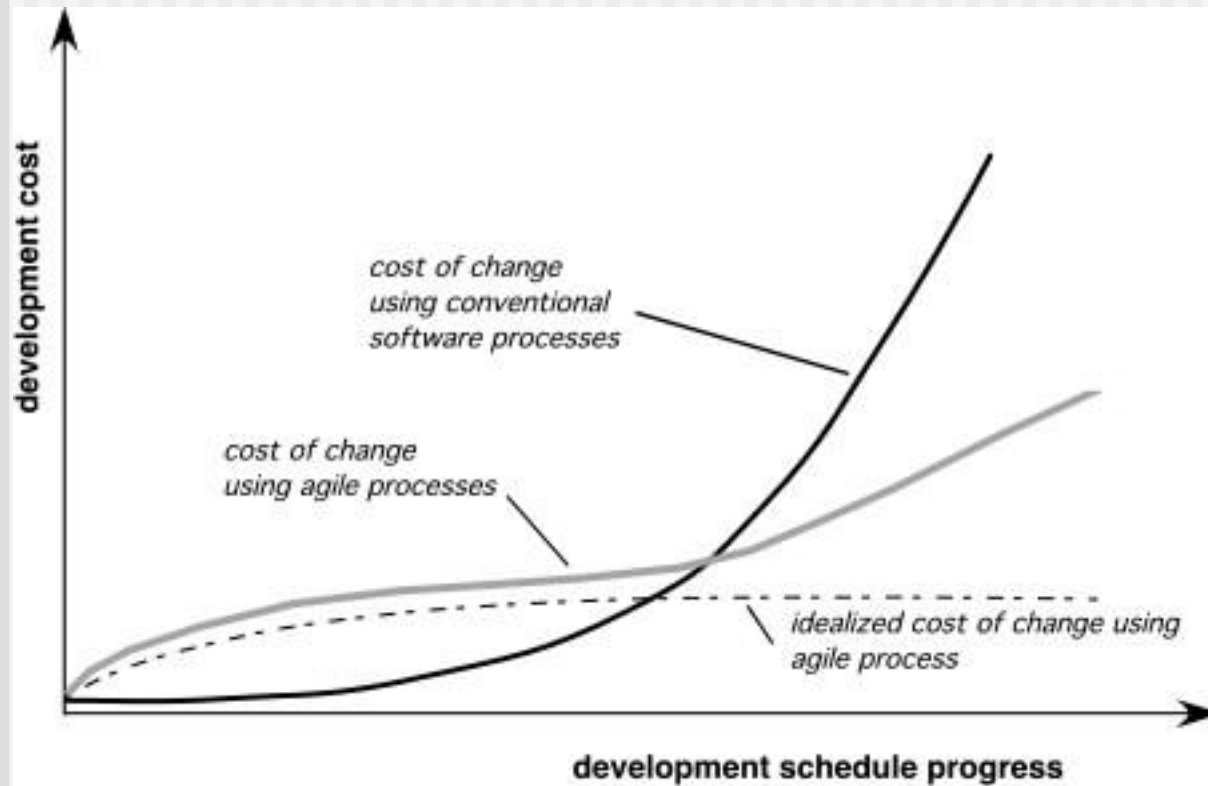 development cost
cost of change
using conventional
software processes
cost of change
using agile processes
idealized cost of change using
agile process
development schedule progress